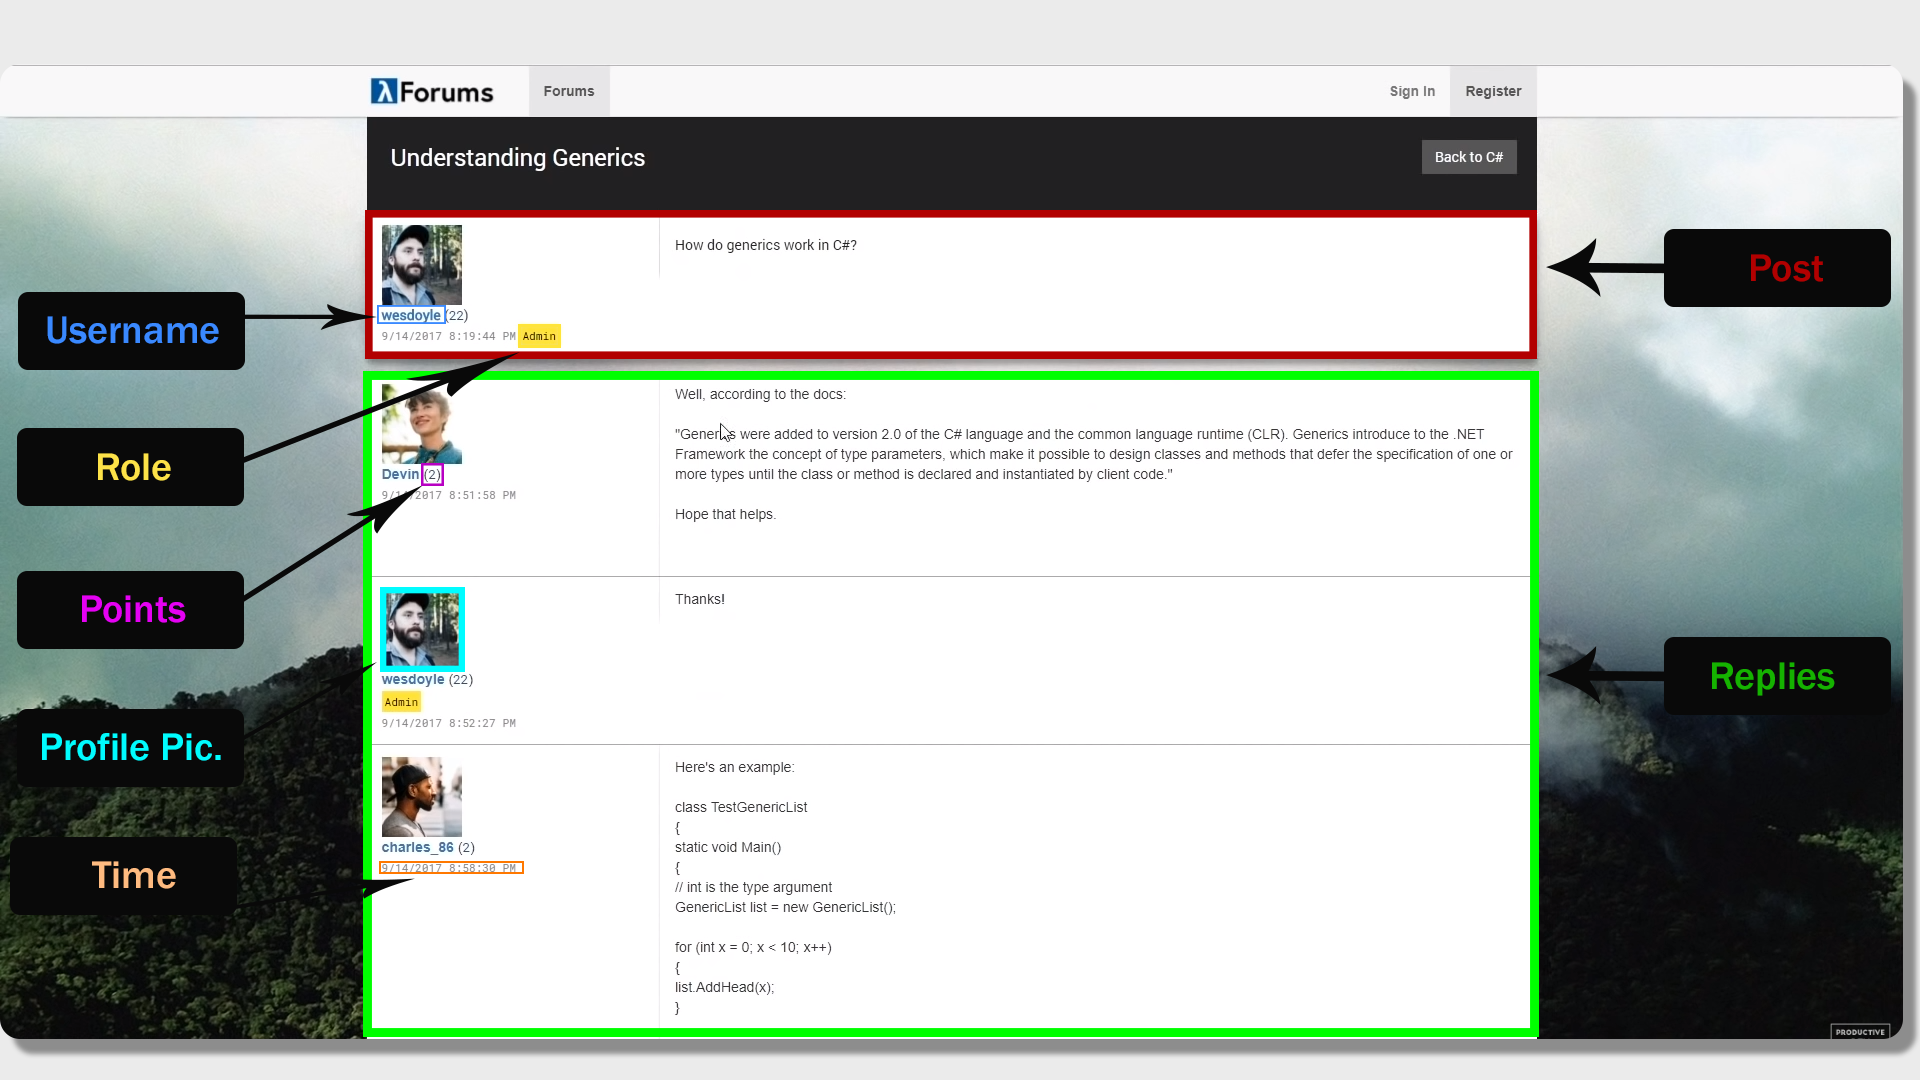 λForums
Forums
Sign In
Register
Understanding Generics
Back to C#
How do generics work in C#?
wesdoyle (22)
9/14/2017 8:19:44 PM Admin
Well, according to the docs:
"Generics were added to version 2.0 of the C# language and the common language runtime (CLR). Generics introduce to the .NET
Framework the concept of type parameters, which make it possible to design classes and methods that defer the specification of one or
more types until the class or method is declared and instantiated by client code."
Hope that helps.
Devin (2)
9/14/2017 8:51:58 PM
Thanks!
wesdoyle (22)
Admin
9/14/2017 8:52:27 PM
Here's an example:
class TestGenericList
{
static void Main()
{
// int is the type argument
GenericList list = new GenericList();
for (int x = 0; x < 10; x++)
{
list.AddHead(x);
}
charles_86 (2)
9/14/2017 8:58:30 PM
Username
Role
Points
Profile Pic.
Time
Post
Replies
PRODUCTIVE